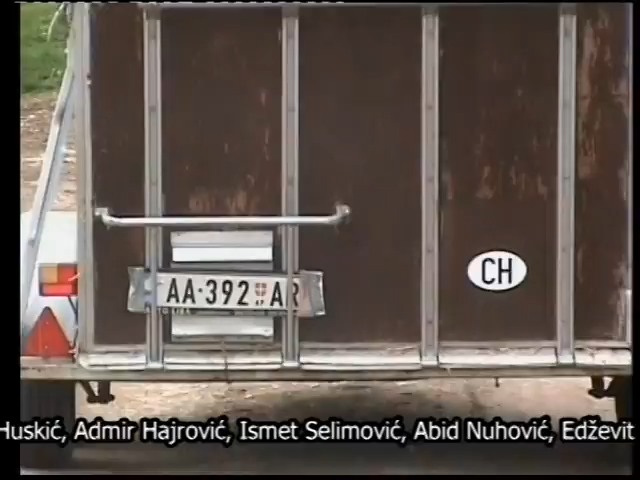 AA·392 AR
CH
Huskić, Admir Hajrović, Ismet Selimović, Abid Nuhović, Edževit